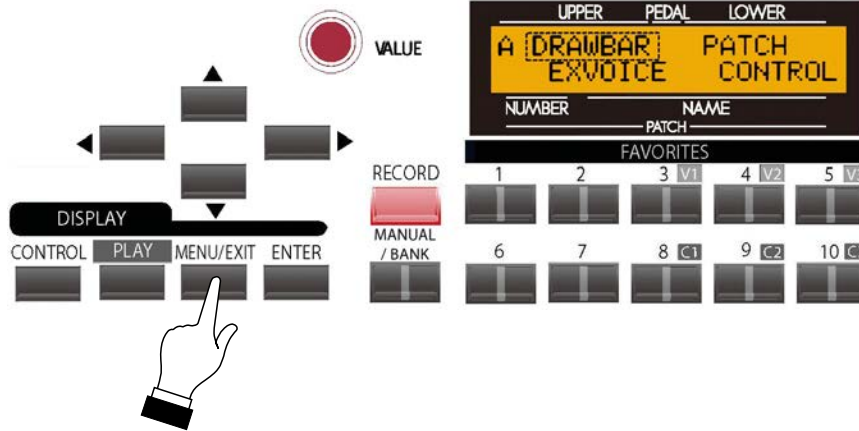 UPPER PEDAL LOWER
VALUE
A DRAWBAR PATCH
EXVOICE CONTROL
NUMBER NAME
PATCH
FAVORITES
RECORD
1 2 3 V1 4 V2 5
DISPLAY
CONTROL PLAY MENU/EXIT ENTER
MANUAL
/ BANK
6 7 8 C1 9 C2 10